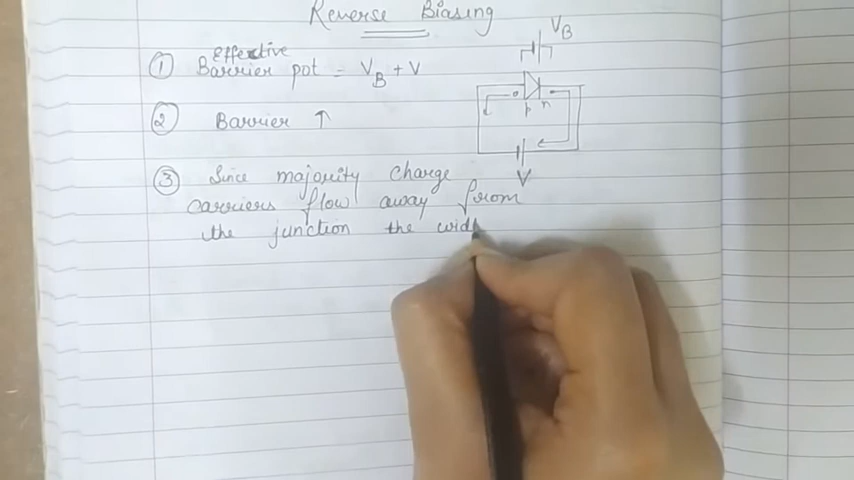 Reverse Biasing
① Effective Barrier pot = V_B + V
② Barrier ↑
③ Since majority charge
carriers flow away from
the junction the width
V_B
p n
V